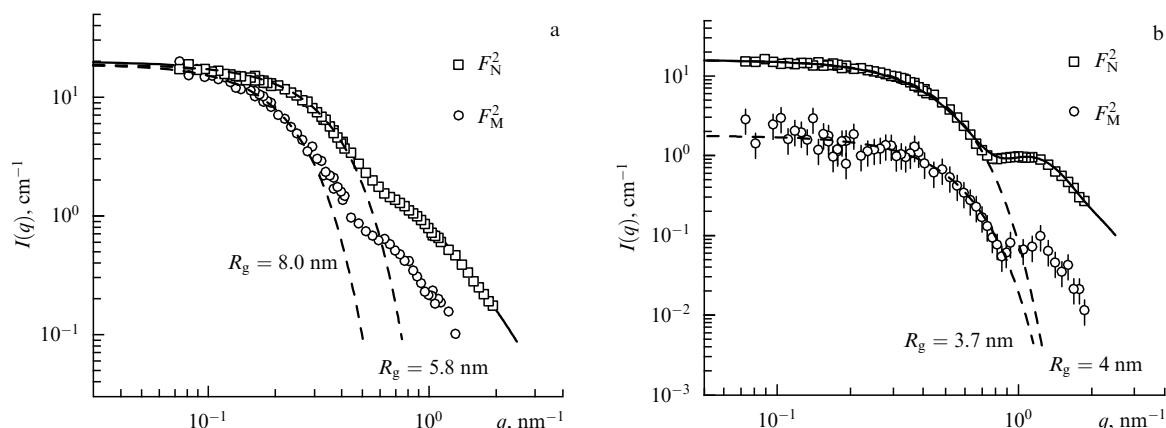 a
b
F_N^2
F_M^2
F_N^2
F_M^2
10^1
10^0
10^{-1}
I(q), cm^{-1}
R_g = 8.0 nm
R_g = 5.8 nm
10^{-1}
10^0
q, nm^{-1}
10^1
10^0
10^{-1}
10^{-2}
10^{-3}
I(q), cm^{-1}
R_g = 3.7 nm
R_g = 4 nm
10^{-1}
10^0
q, nm^{-1}